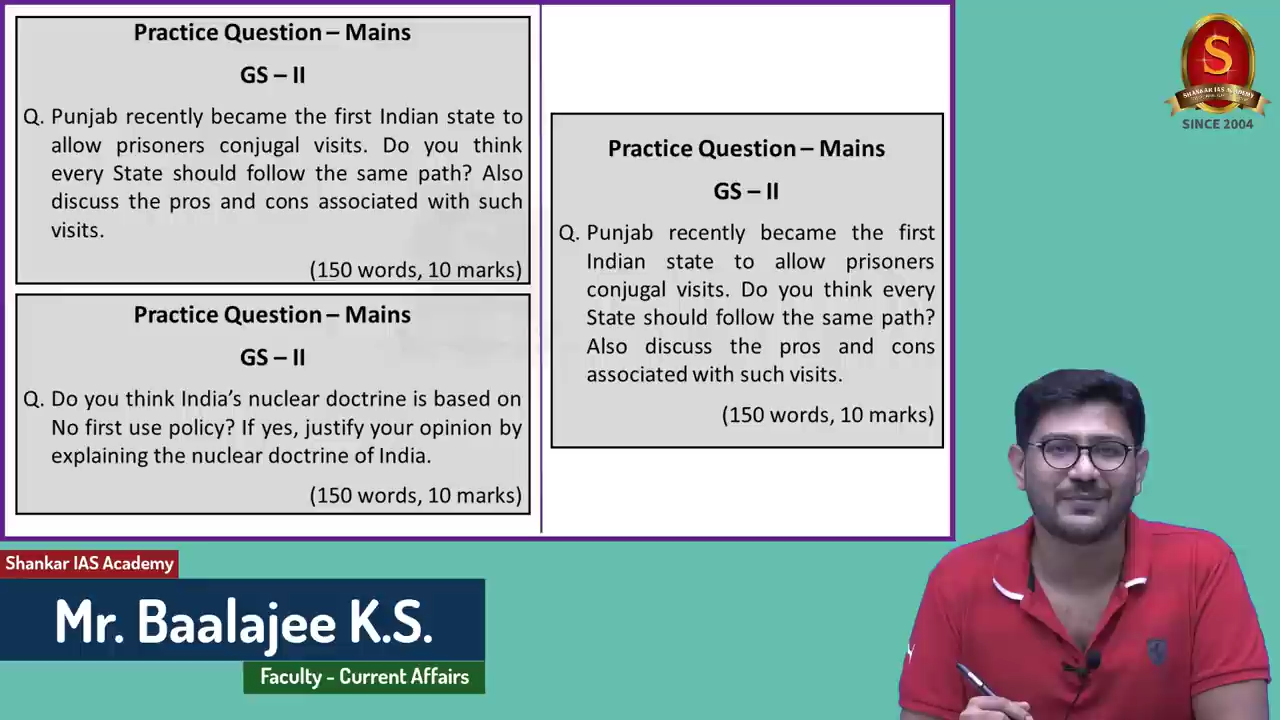 Practice Question – Mains
GS – II
Q. Punjab recently became the first Indian state to
allow prisoners conjugal visits. Do you think
every State should follow the same path? Also
discuss the pros and cons associated with such
visits.
(150 words, 10 marks)
Practice Question – Mains
GS – II
Q. Do you think India’s nuclear doctrine is based on
No first use policy? If yes, justify your opinion by
explaining the nuclear doctrine of India.
(150 words, 10 marks)
Practice Question – Mains
GS – II
Q. Punjab recently became the first
Indian state to allow prisoners
conjugal visits. Do you think every
State should follow the same path?
Also discuss the pros and cons
associated with such visits.
(150 words, 10 marks)
S
SHANKAR IAS ACADEMY
SINCE 2004
Shankar IAS Academy
Mr. Baalajee K.S.
Faculty - Current Affairs